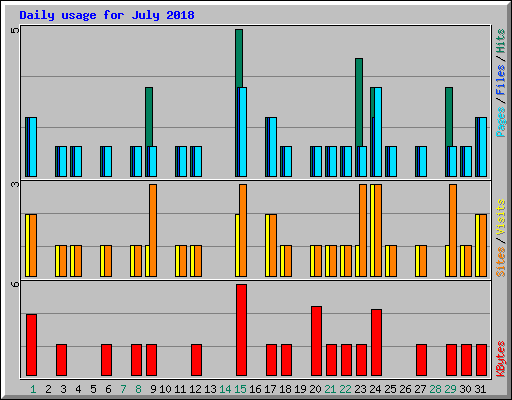 Daily usage for July 2018
5
Pages/Files/Hits
3
Sites/Visits
6
KBytes
1 2 3 4 5 6 7 8 9 10 11 12 13 14 15 16 17 18 19 20 21 22 23 24 25 26 27 28 29 30 31